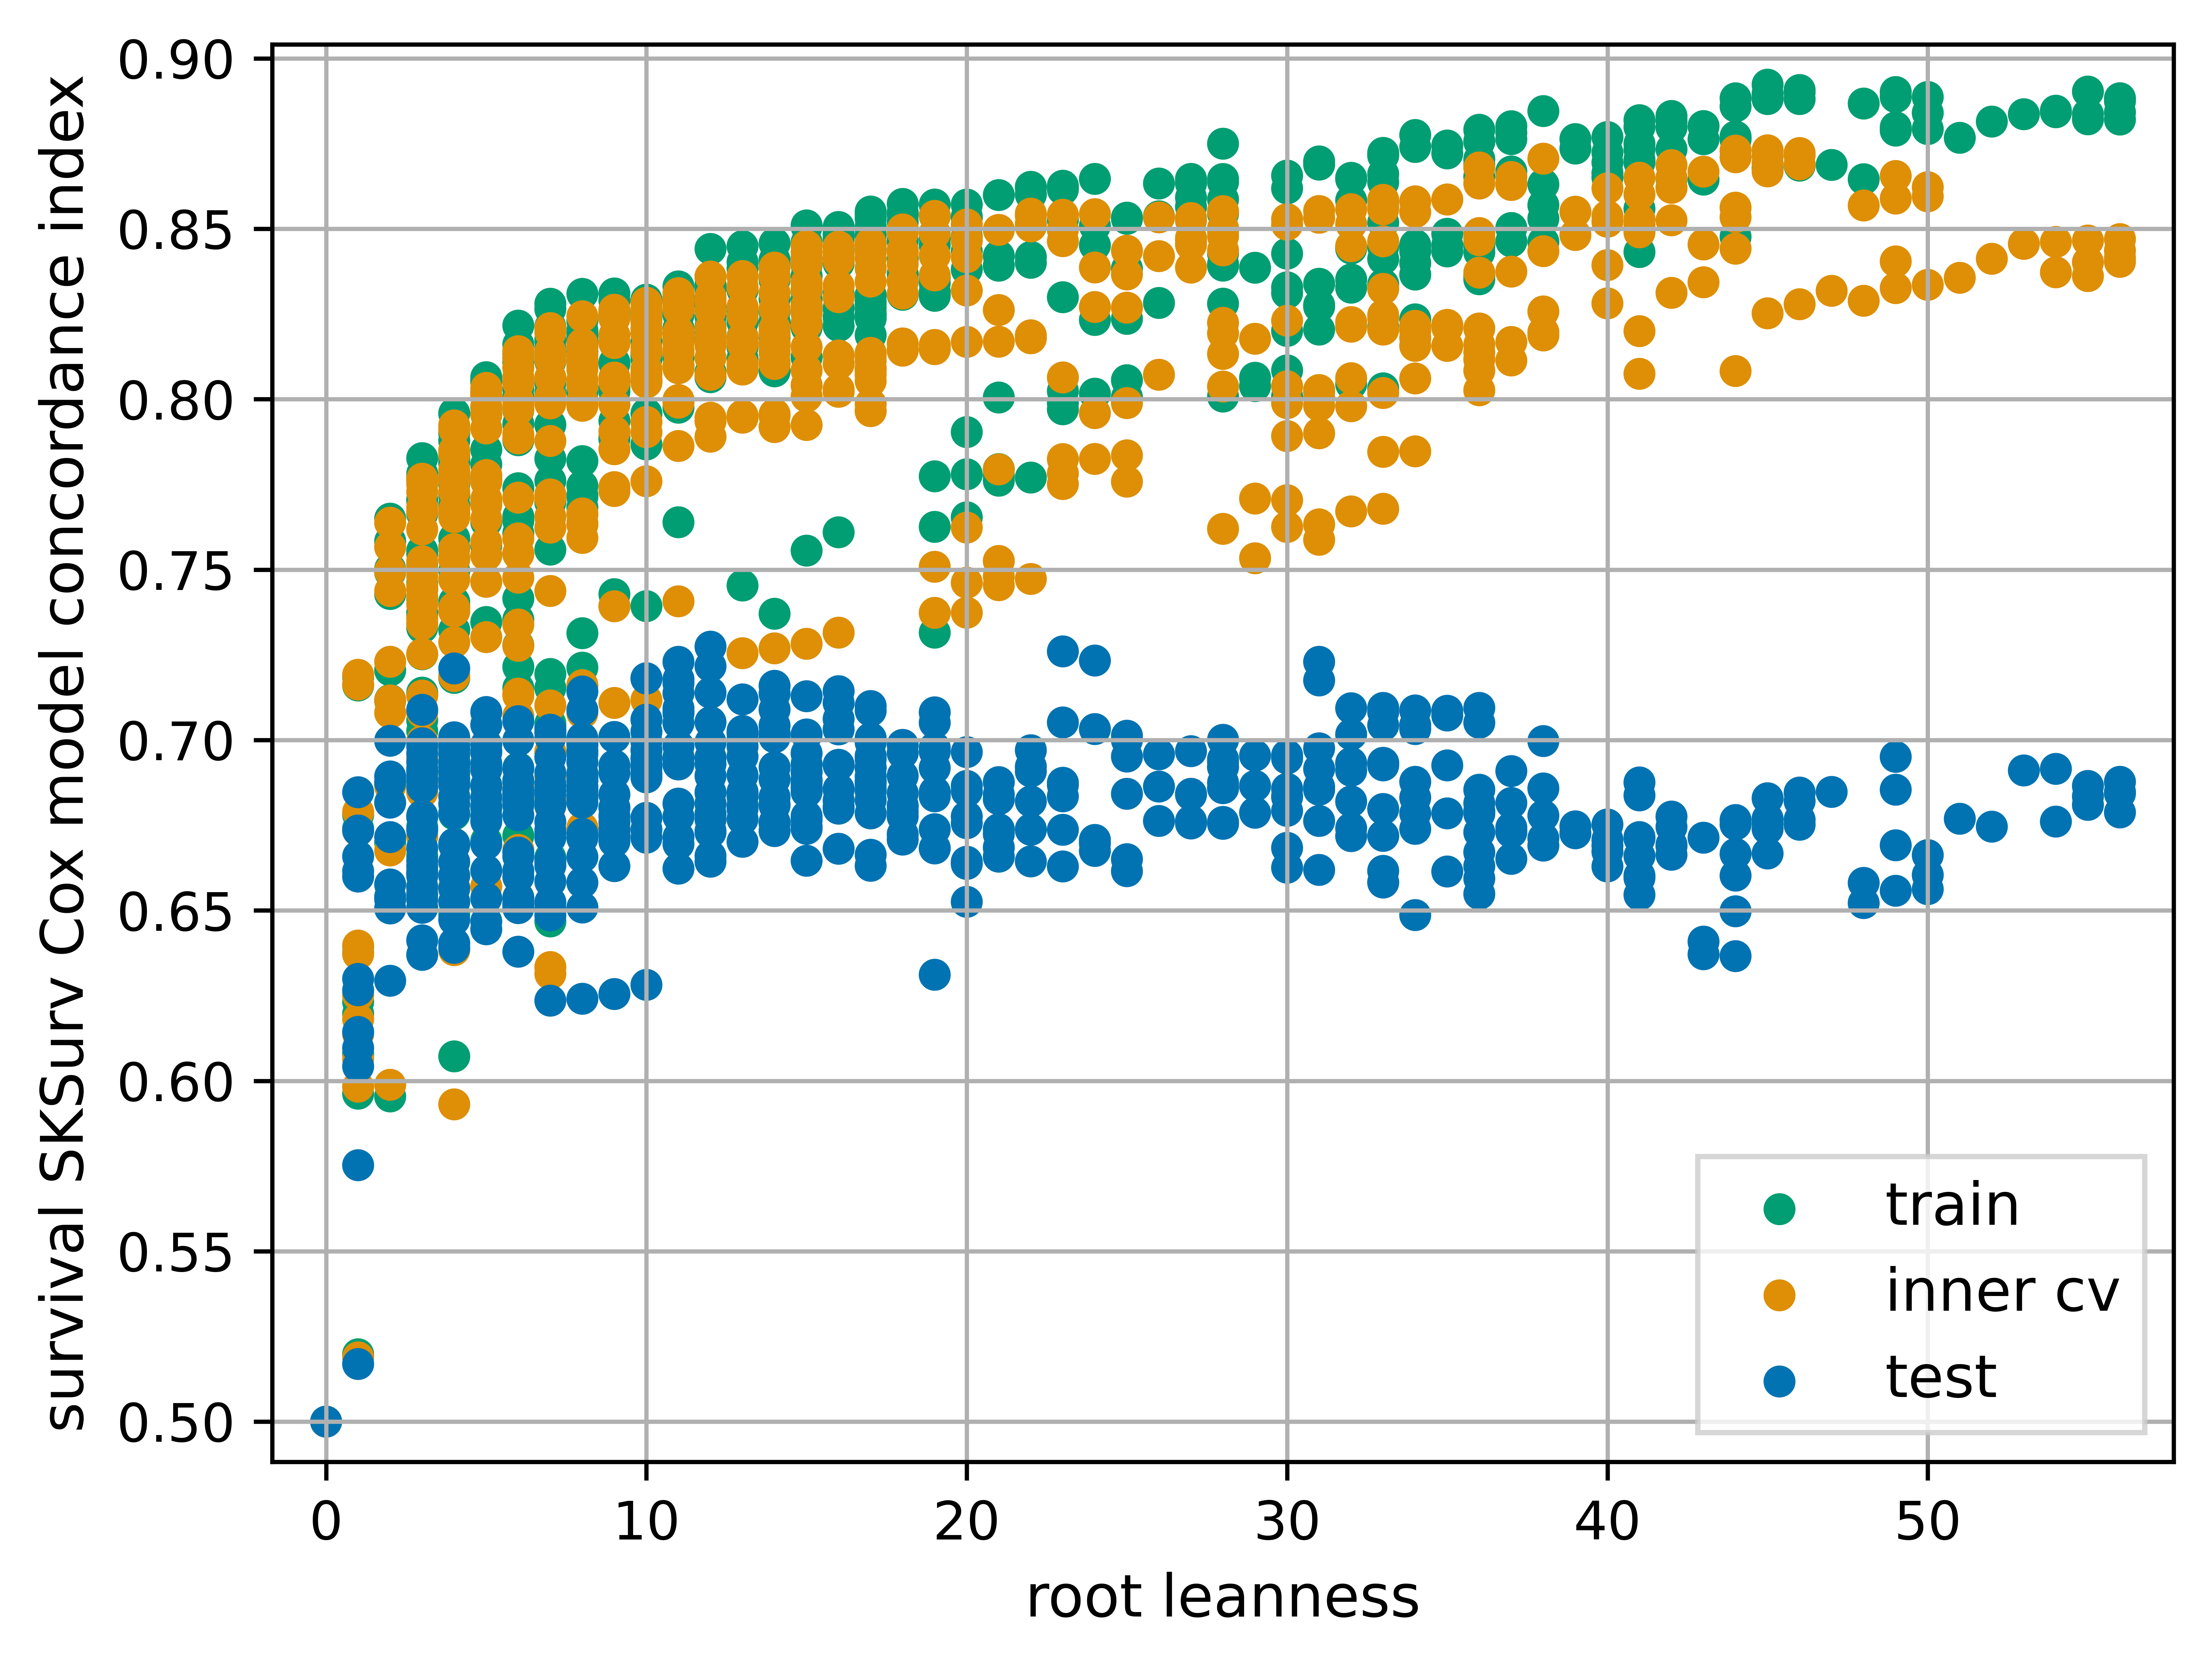 survival SKSurv Cox model concordance index
0.90
0.85
0.80
0.75
0.70
0.65
0.60
0.55
0.50
train
inner cv
test
0 10 20 30 40 50
root leanness